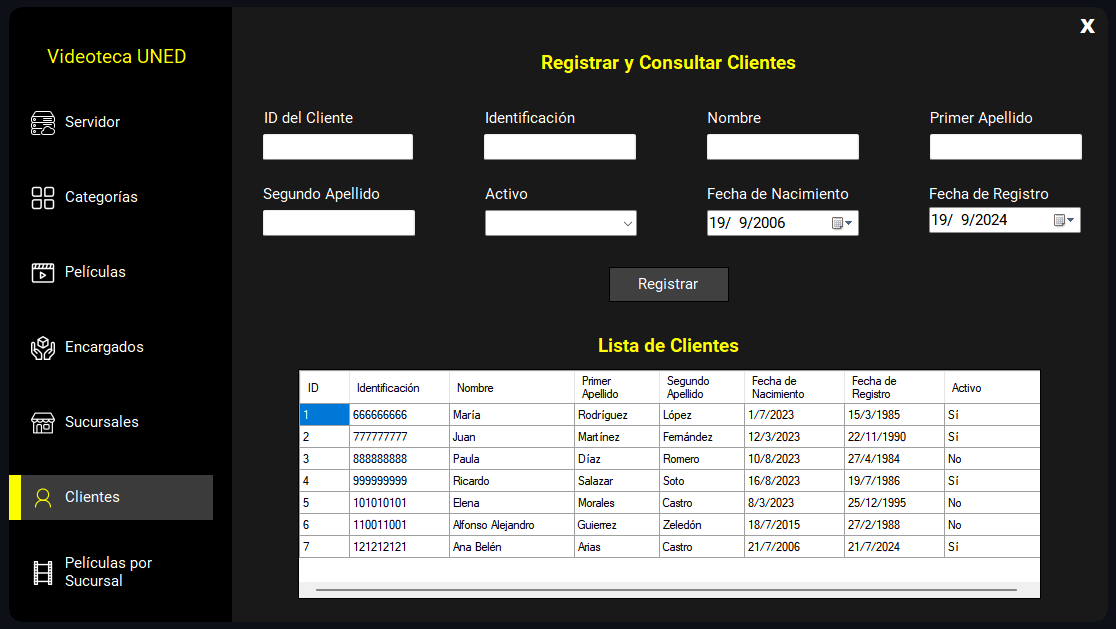 X
Videoteca UNED
Servidor
Categorías
Películas
Encargados
Sucursales
Clientes
Películas por
Sucursal
Registrar y Consultar Clientes
ID del Cliente Identificación Nombre Primer Apellido
Segundo Apellido Activo Fecha de Nacimiento Fecha de Registro
19/ 9/2006 19/ 9/2024
Registrar
Lista de Clientes
ID Identificación Nombre Primer Apellido Segundo Apellido Fecha de Nacimiento Fecha de Registro Activo
1 666666666 María Rodríguez López 1/7/2023 15/3/1985 Sí
2 777777777 Juan Martínez Fernández 12/3/2023 22/11/1990 Sí
3 888888888 Paula Díaz Romero 10/8/2023 27/4/1984 No
4 999999999 Ricardo Salazar Soto 16/8/2023 19/7/1986 Sí
5 101010101 Elena Morales Castro 8/3/2023 25/12/1995 No
6 110011001 Alfonso Alejandro Guierrez Zeledón 18/7/2015 27/2/1988 No
7 121212121 Ana Belén Arias Castro 21/7/2006 21/7/2024 Sí